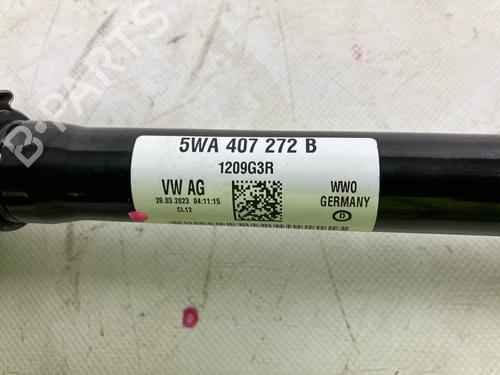 5WA 407 272 B
1209G3R
VW AG
28.03.2023 04:11:15
CL12
WWO
GERMANY
D
B-PARTS